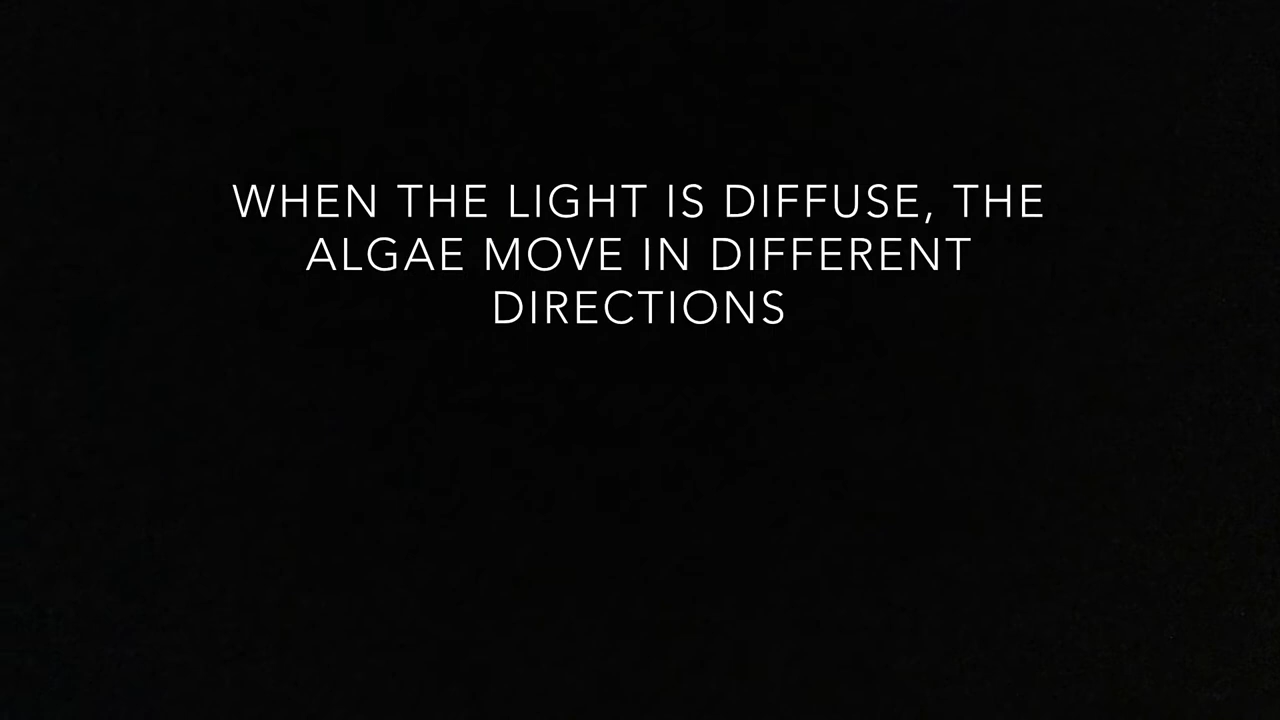 WHEN THE LIGHT IS DIFFUSE, THE
ALGAE MOVE IN DIFFERENT
DIRECTIONS